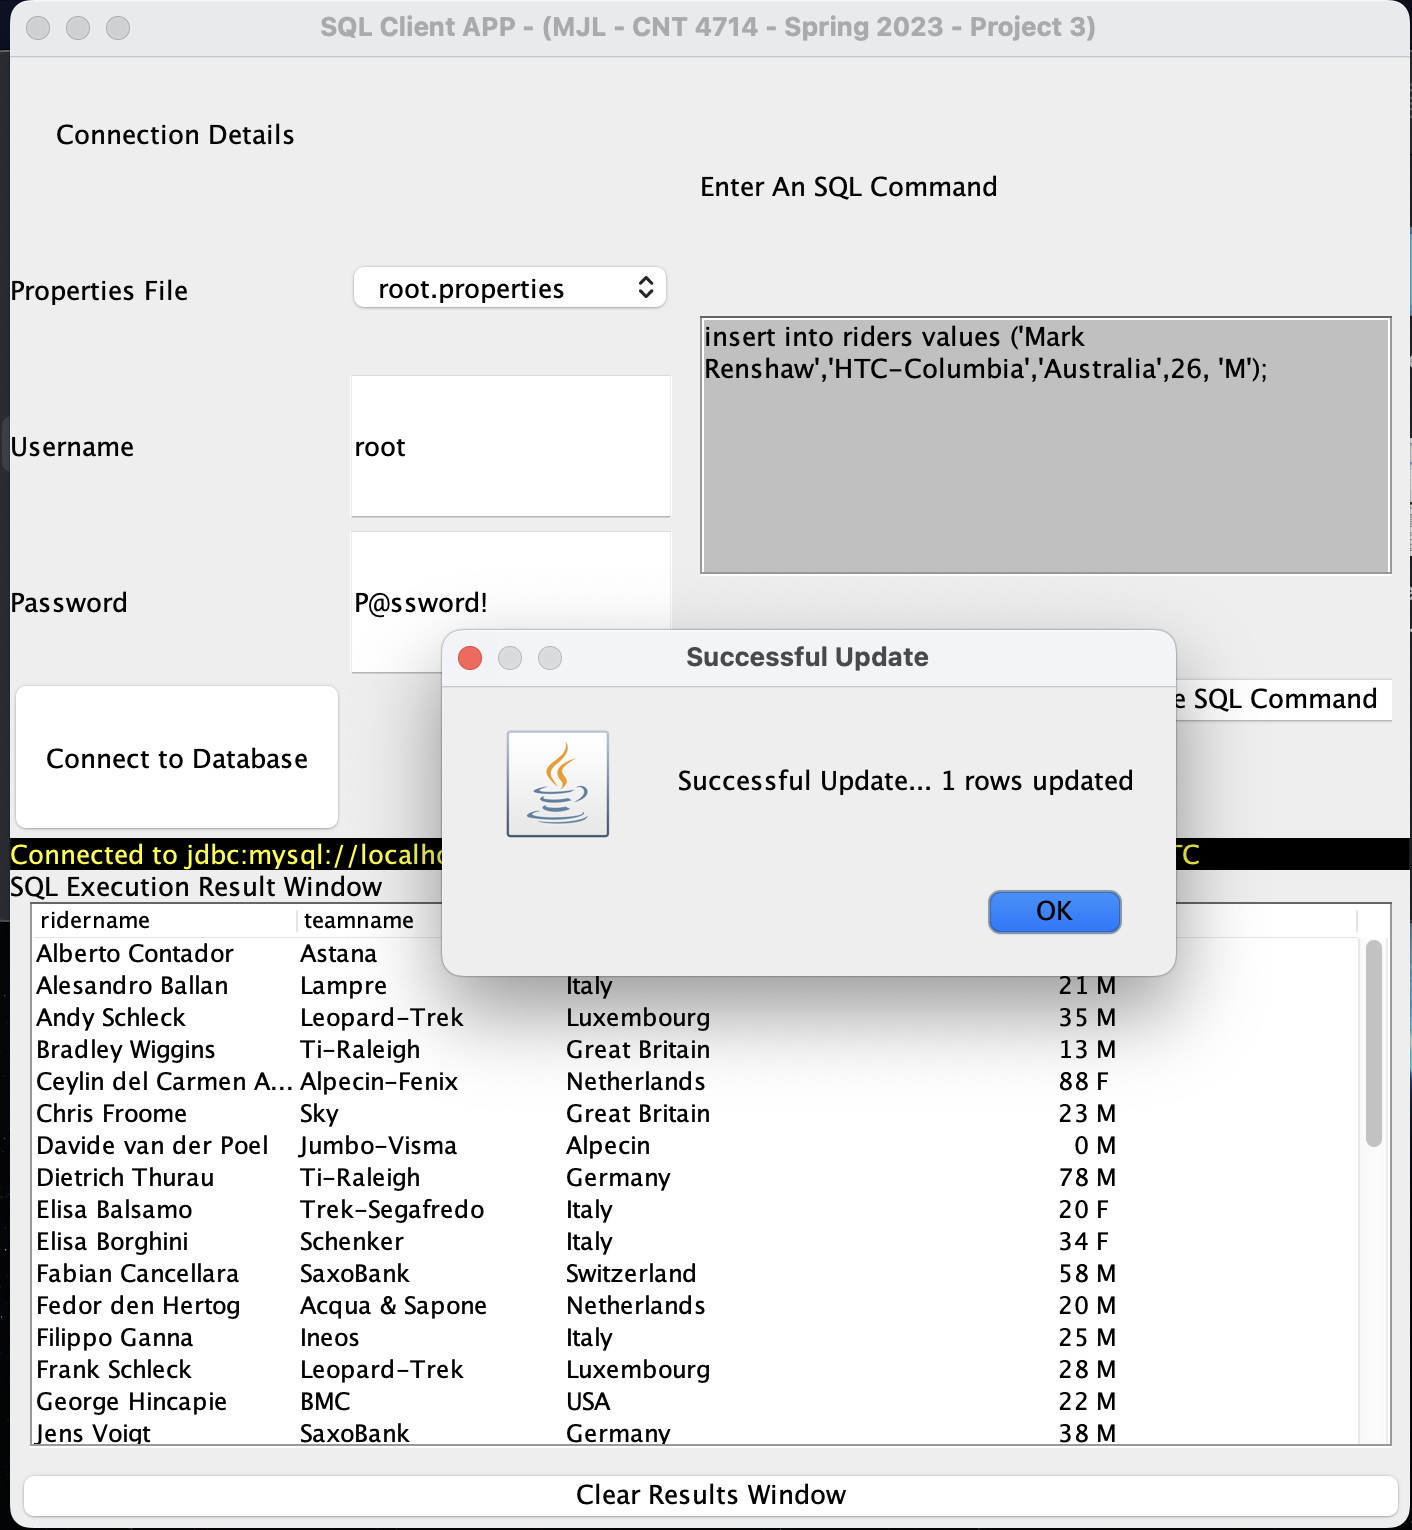 SQL Client APP - (MJL - CNT 4714 - Spring 2023 - Project 3)
Connection Details
Enter An SQL Command
Properties File
root.properties
insert into riders values ('Mark
Renshaw','HTC-Columbia','Australia',26, 'M');
Username
root
Password
P@ssword!
Successful Update
SQL Command
Connect to Database
Successful Update... 1 rows updated
OK
Connected to jdbc:mysql://localho TC
SQL Execution Result Window
ridername teamname
Alberto Contador Astana
Alesandro Ballan Lampre Italy 21 M
Andy Schleck Leopard-Trek Luxembourg 35 M
Bradley Wiggins Ti-Raleigh Great Britain 13 M
Ceylin del Carmen A... Alpecin-Fenix Netherlands 88 F
Chris Froome Sky Great Britain 23 M
Davide van der Poel Jumbo-Visma Alpecin 0 M
Dietrich Thurau Ti-Raleigh Germany 78 M
Elisa Balsamo Trek-Segafredo Italy 20 F
Elisa Borghini Schenker Italy 34 F
Fabian Cancellara SaxoBank Switzerland 58 M
Fedor den Hertog Acqua & Sapone Netherlands 20 M
Filippo Ganna Ineos Italy 25 M
Frank Schleck Leopard-Trek Luxembourg 28 M
George Hincapie BMC USA 22 M
Jens Voigt SaxoBank Germany 38 M
Clear Results Window